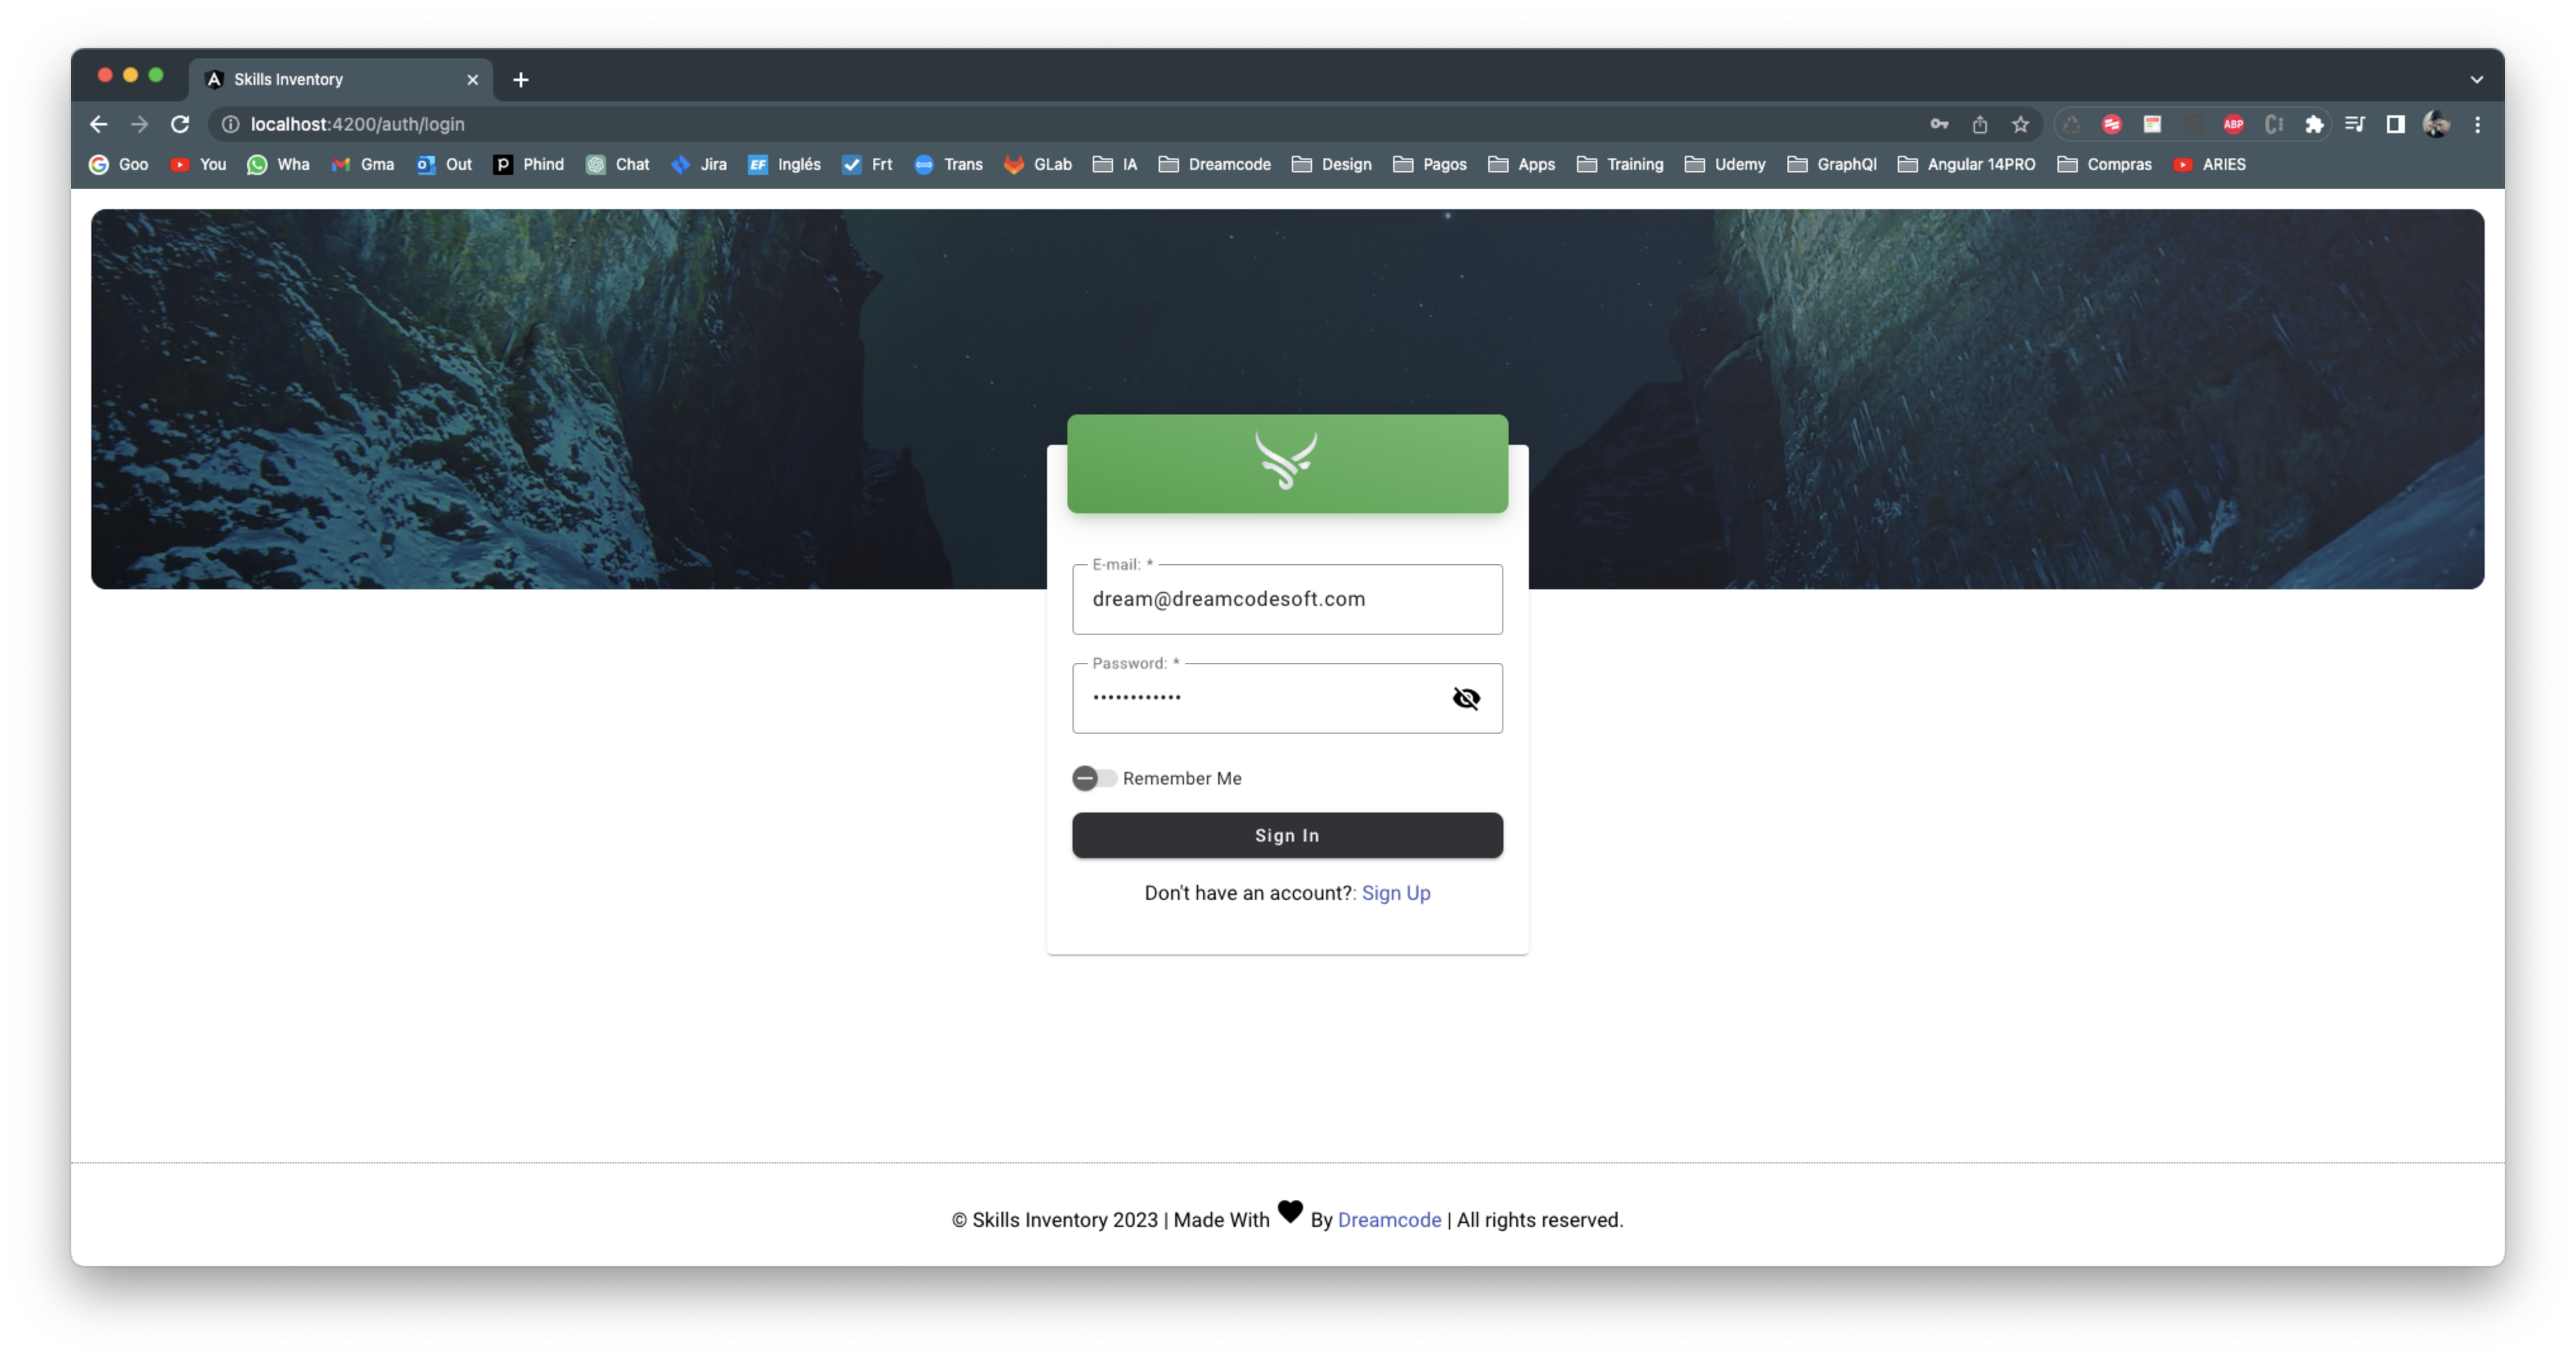 Skills Inventory
localhost:4200/auth/login
ABP
Goo You Wha Gma Out Phind Chat Jira EF Inglés Frt Trans GLab IA Dreamcode Design Pagos Apps Training Udemy GraphQl Angular 14PRO Compras ARIES
E-mail: *
dream@dreamcodesoft.com
Password: *
••••••••••••
Remember Me
Sign In
Don't have an account?: Sign Up
© Skills Inventory 2023 | Made With By Dreamcode | All rights reserved.